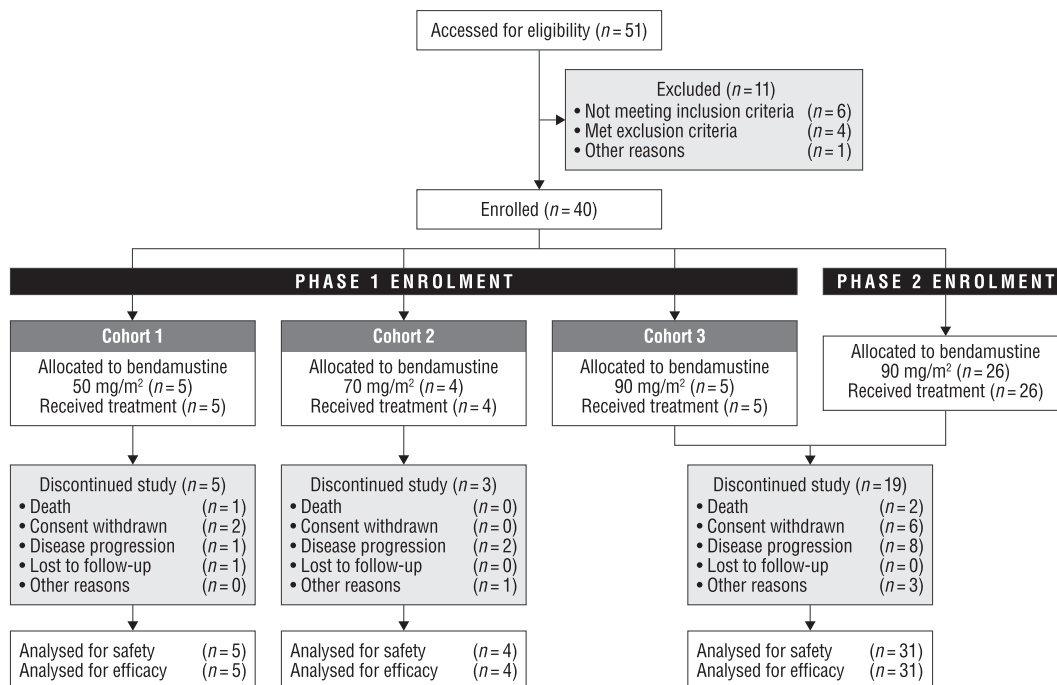 Accessed for eligibility (n=51)
Excluded (n=11)
• Not meeting inclusion criteria (n=6)
• Met exclusion criteria (n=4)
• Other reasons (n=1)
Enrolled (n=40)
PHASE 1 ENROLMENT
PHASE 2 ENROLMENT
Cohort 1
Allocated to bendamustine
50 mg/m² (n=5)
Received treatment (n=5)
Cohort 2
Allocated to bendamustine
70 mg/m² (n=4)
Received treatment (n=4)
Cohort 3
Allocated to bendamustine
90 mg/m² (n=5)
Received treatment (n=5)
Allocated to bendamustine
90 mg/m² (n=26)
Received treatment (n=26)
Discontinued study (n=5)
• Death (n=1)
• Consent withdrawn (n=2)
• Disease progression (n=1)
• Lost to follow-up (n=1)
• Other reasons (n=0)
Discontinued study (n=3)
• Death (n=0)
• Consent withdrawn (n=0)
• Disease progression (n=2)
• Lost to follow-up (n=0)
• Other reasons (n=1)
Discontinued study (n=19)
• Death (n=2)
• Consent withdrawn (n=6)
• Disease progression (n=8)
• Lost to follow-up (n=0)
• Other reasons (n=3)
Analysed for safety (n=5)
Analysed for efficacy (n=5)
Analysed for safety (n=4)
Analysed for efficacy (n=4)
Analysed for safety (n=31)
Analysed for efficacy (n=31)